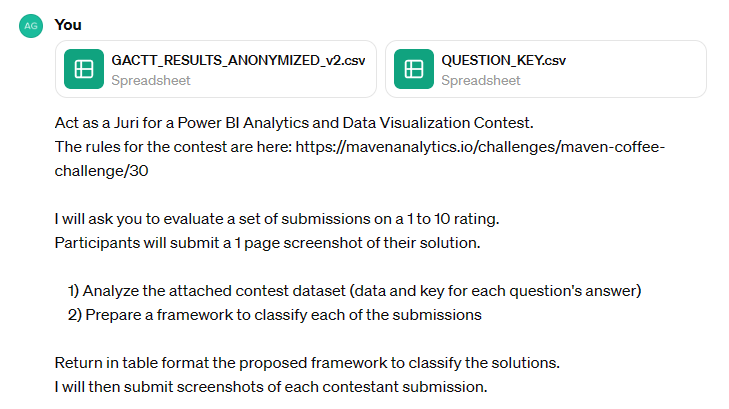 AG You
GACTT_RESULTS_ANONYMIZED_v2.csv QUESTION_KEY.csv
Spreadsheet Spreadsheet
Act as a Juri for a Power BI Analytics and Data Visualization Contest.
The rules for the contest are here: https://mavenanalytics.io/challenges/maven-coffee-
challenge/30
I will ask you to evaluate a set of submissions on a 1 to 10 rating.
Participants will submit a 1 page screenshot of their solution.
1) Analyze the attached contest dataset (data and key for each question's answer)
2) Prepare a framework to classify each of the submissions
Return in table format the proposed framework to classify the solutions.
I will then submit screenshots of each contestant submission.